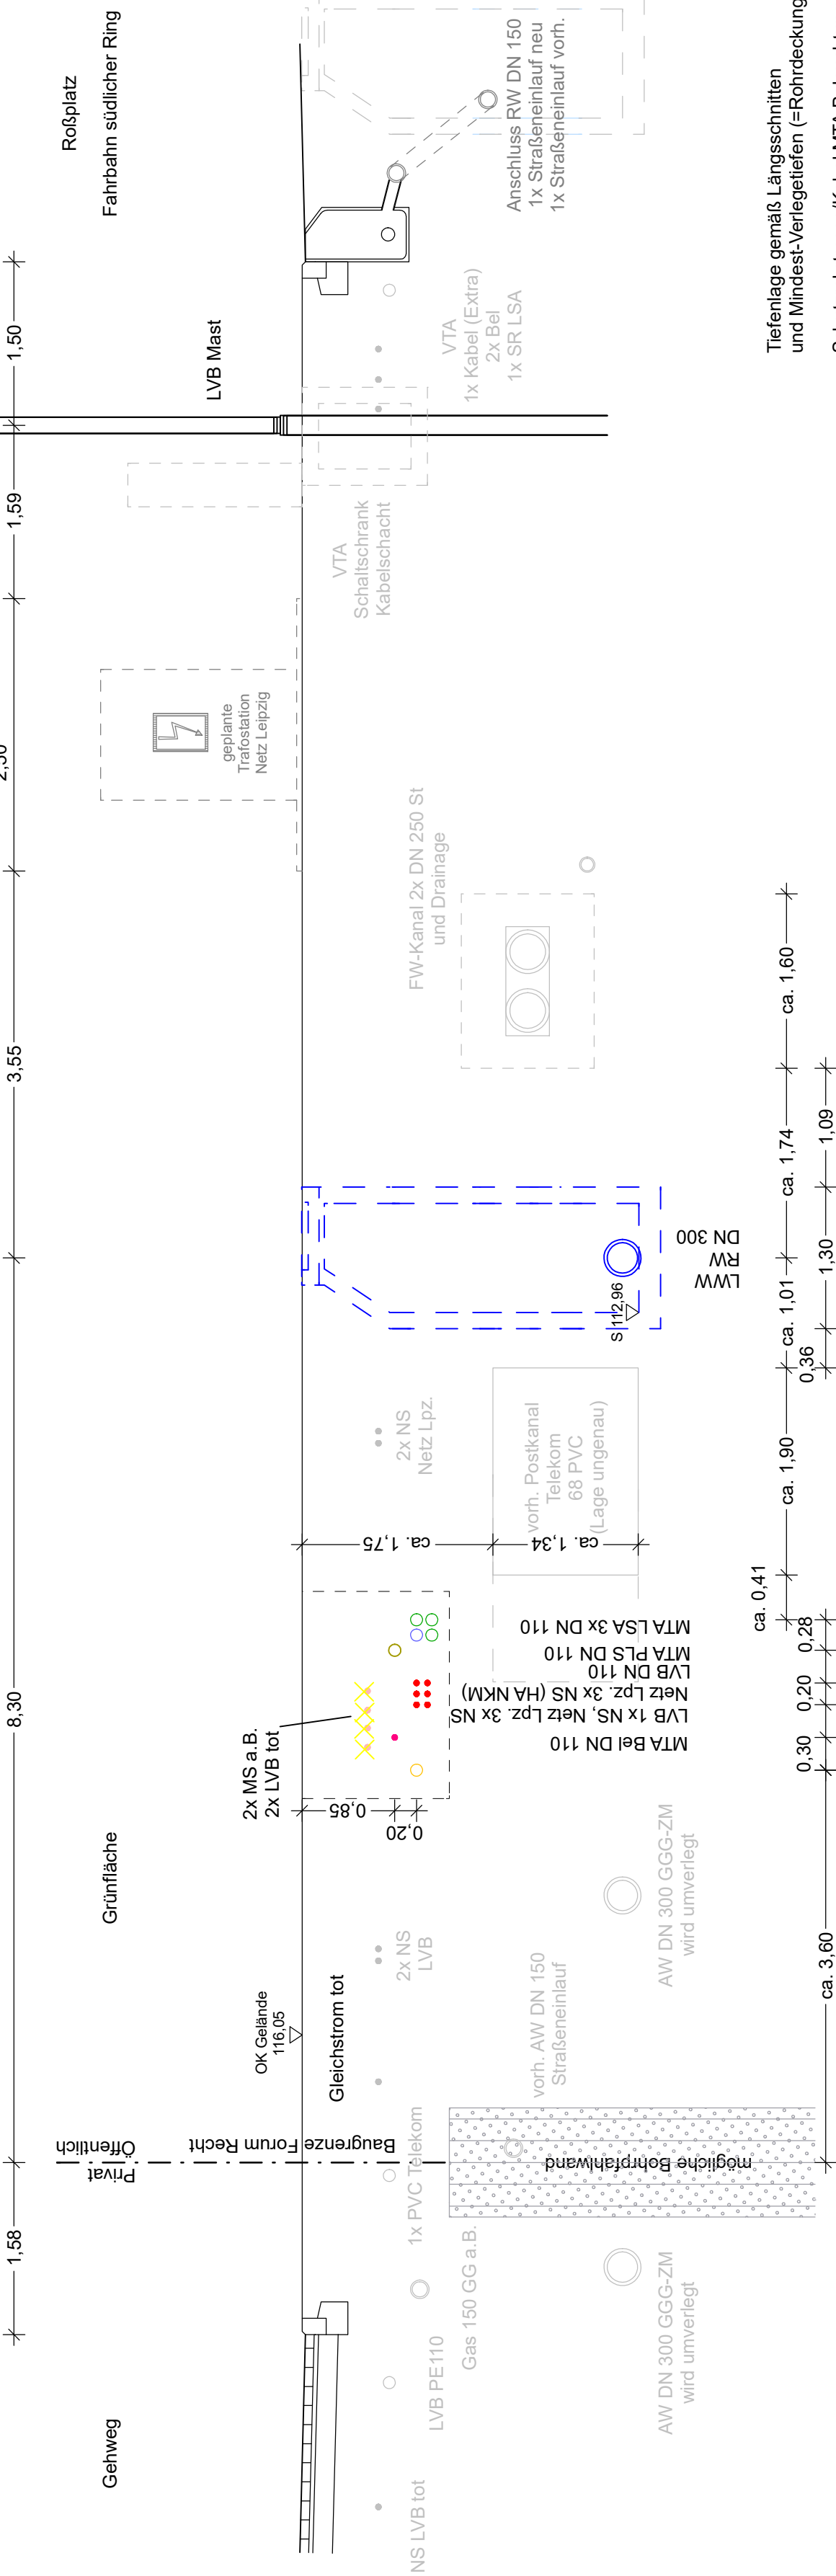 Gehweg
Grünfläche
Roßplatz
Fahrbahn südlicher Ring
Privat
Öffentlich
1,58
8,30
3,55
1,59
1,50
LVB Mast
Baugrenze Forum Recht
OK Gelände
116,05
Gleichstrom tot
2x MS a.B.
2x LVB tot
geplante
Trafostation
Netz Leipzig
VTA
Schaltschrank
Kabelschacht
VTA
1x Kabel (Extra)
2x Bel
1x SR LSA
Anschluss RW DN 150
1x Straßeneinlauf neu
1x Straßeneinlauf vorh.
NS LVB tot
LVB PE110
Gas 150 GG a.B.
1x PVC Telekom
2x NS
LVB
0,85
0,20
2x NS
Netz Lpz.
FW-Kanal 2x DN 250 St
und Drainage
vorh. AW DN 150
Straßeneinlauf
mögliche Bohrpfahlwand
AW DN 300 GGG-ZM
wird umverlegt
AW DN 300 GGG-ZM
wird umverlegt
MTA Bel DN 110
LVB 1x NS, Netz Lpz. 3x NS
Netz Lpz. 3x NS (HA NKM)
LVB DN 110
MTA PLS DN 110
MTA LSA 3x DN 110
ca. 1,75
ca. 1,34
vorh. Postkanal
Telekom
68 PVC
(Lage ungenau)
S 112,96
LWW
RW
DN 300
ca. 0,41
ca. 1,90
ca. 1,01
ca. 1,74
ca. 1,60
ca. 3,60
0,30
0,20
0,28
0,36
1,30
1,09
Tiefenlage gemäß Längsschnitten
und Mindest-Verlegetiefen (=Rohrdeckung